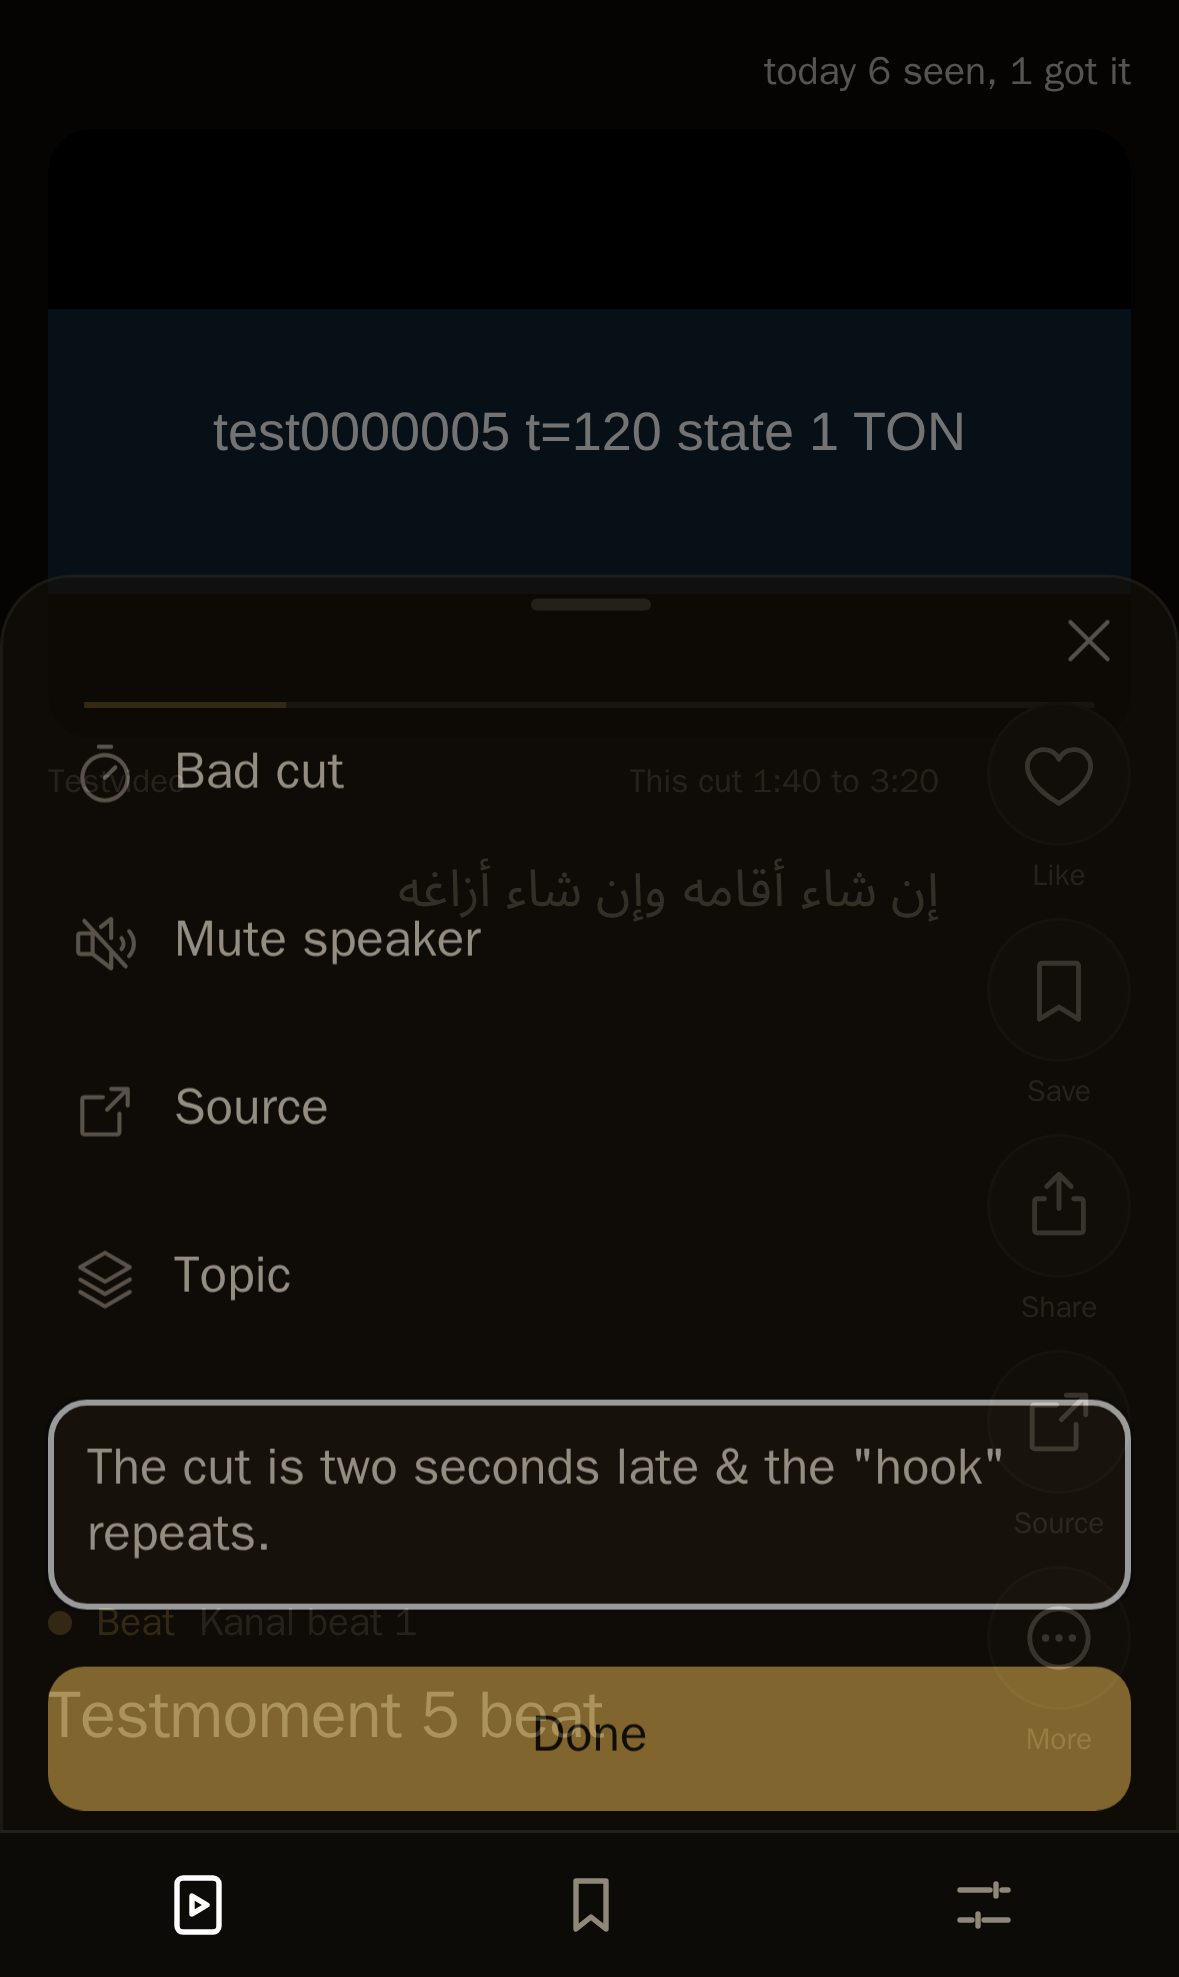 today 6 seen, 1 got it
test0000005 t=120 state 1 TON
Bad cut
Testvideo
This cut 1:40 to 3:20
Like
إن شاء أقامه وإن شاء أزاغه
Mute speaker
Save
Source
Share
Topic
The cut is two seconds late & the "hook"
repeats.
Source
Beat Kanal beat 1
Testmoment 5 beat
Done
More